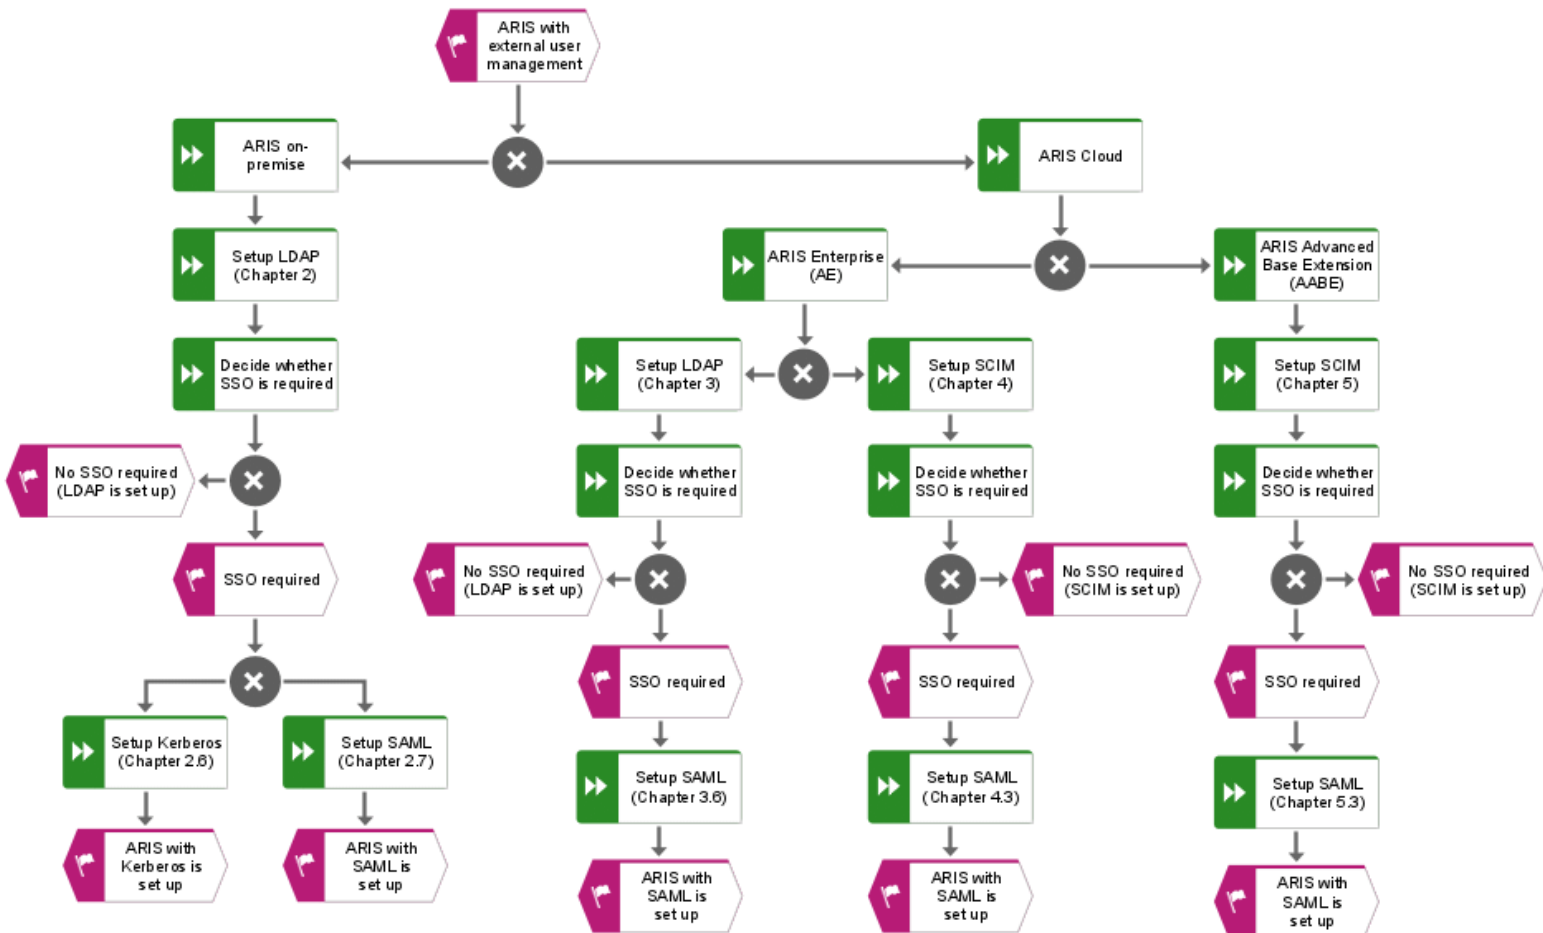 ARIS with
external user
management
ARIS on-
premise
ARIS Cloud
Setup LDAP
(Chapter 2)
ARIS Enterprise
(AE)
ARIS Advanced
Base Extension
(AABE)
Decide whether
SSO is required
Setup LDAP
(Chapter 3)
Setup SCIM
(Chapter 4)
Setup SCIM
(Chapter 5)
No SSO required
(LDAP is set up)
Decide whether
SSO is required
Decide whether
SSO is required
Decide whether
SSO is required
SSO required
No SSO required
(LDAP is set up)
No SSO required
(SCIM is set up)
No SSO required
(SCIM is set up)
SSO required
SSO required
SSO required
Setup Kerberos
(Chapter 2.6)
Setup SAML
(Chapter 2.7)
Setup SAML
(Chapter 3.6)
Setup SAML
(Chapter 4.3)
Setup SAML
(Chapter 5.3)
ARIS with
Kerberos is
set up
ARIS with
SAML is
set up
ARIS with
SAML is
set up
ARIS with
SAML is
set up
ARIS with
SAML is
set up